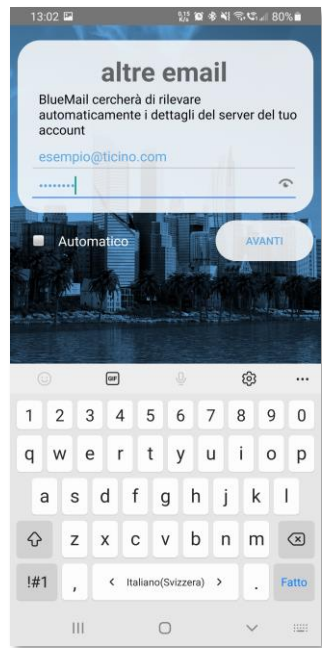 13:02 80%
altre email
BlueMail cercherà di rilevare
automaticamente i dettagli del server del tuo
account
esempio@ticino.com
••••••••
Automatico AVANTI
GIF
1 2 3 4 5 6 7 8 9 0
q w e r t y u i o p
a s d f g h j k l
z x c v b n m
!#1 , < Italiano(Svizzera) > . Fatto